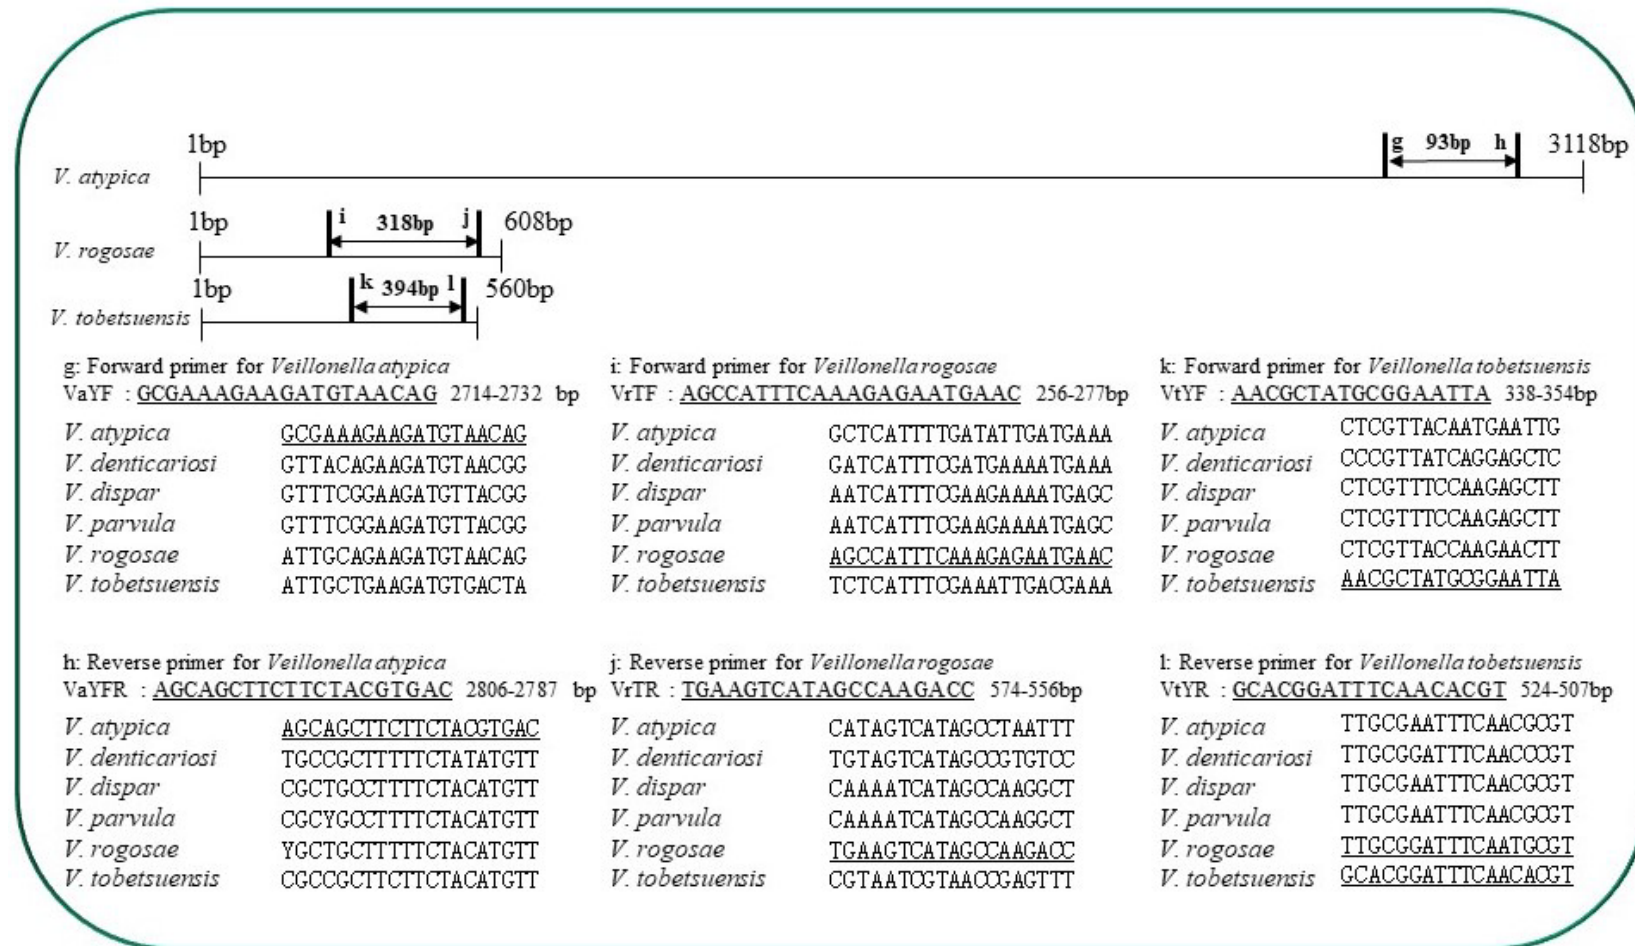 1bp g 93bp h 3118bp
V. atypica
1bp i 318bp j 608bp
V. rogosae
1bp k 394bp l 560bp
V. tobetsuensis
g: Forward primer for Veillonella atypica
VaYF : GCGAAAGAAGATGTAACAG 2714-2732 bp
V. atypica GCGAAAGAAGATGTAACAG
V. denticariosi GTTACAGAAGATGTAACGG
V. dispar GTTTCGGAAGATGTTACGG
V. parvula GTTTCGGAAGATGTTACGG
V. rogosae ATTGCAGAAGATGTAACAG
V. tobetsuensis ATTGCTGAAGATGTGACTA
i: Forward primer for Veillonella rogosae
VrTF : AGCCATTTCAAAGAGAATGAAC 256-277bp
V. atypica GCTCATTTTGATATTGATGAAA
V. denticariosi GATCATTTCGATGAAAATGAAA
V. dispar AATCATTTCGAAGAAAATGAGC
V. parvula AATCATTTCGAAGAAAATGAGC
V. rogosae AGCCATTTCAAAGAGAATGAAC
V. tobetsuensis TCTCATTTCGAAATTGACGAAA
k: Forward primer for Veillonella tobetsuensis
VtYF : AACGCTATGCGGAATTA 338-354bp
V. atypica CTCGTTACAATGAATTG
V. denticariosi CCCGTTATCAGGAGCTC
V. dispar CTCGTTTCCAAGAGCTT
V. parvula CTCGTTTCCAAGAGCTT
V. rogosae CTCGTTACCAAGAACTT
V. tobetsuensis AACGCTATGCGGAATTA
h: Reverse primer for Veillonella atypica
VaYFR : AGCAGCTTCTTCTACGTGAC 2806-2787 bp
V. atypica AGCAGCTTCTTCTACGTGAC
V. denticariosi TGCCGCTTTTTCTATATGTT
V. dispar CGCTGCCTTTTCTACATGTT
V. parvula CGCYGCCTTTTCTACATGTT
V. rogosae YGCTGCTTTTTCTACATGTT
V. tobetsuensis CGCCGCTTCTTCTACATGTT
j: Reverse primer for Veillonella rogosae
VrTR : TGAAGTCATAGCCAAGACC 574-556bp
V. atypica CATAGTCATAGCCTAATTT
V. denticariosi TGTAGTCATAGCCGTGTCC
V. dispar CAAAATCATAGCCAAGGCT
V. parvula CAAAATCATAGCCAAGGCT
V. rogosae TGAAGTCATAGCCAAGACC
V. tobetsuensis CGTAATCGTAACCGAGTTT
l: Reverse primer for Veillonella tobetsuensis
VtYR : GCACGGATTTCAACACGT 524-507bp
V. atypica TTGCGAATTTCAACGCGT
V. denticariosi TTGCGGATTTCAACCCGT
V. dispar TTGCGAATTTCAACGCGT
V. parvula TTGCGAATTTCAACGCGT
V. rogosae TTGCGGATTTCAATGCGT
V. tobetsuensis GCACGGATTTCAACACGT